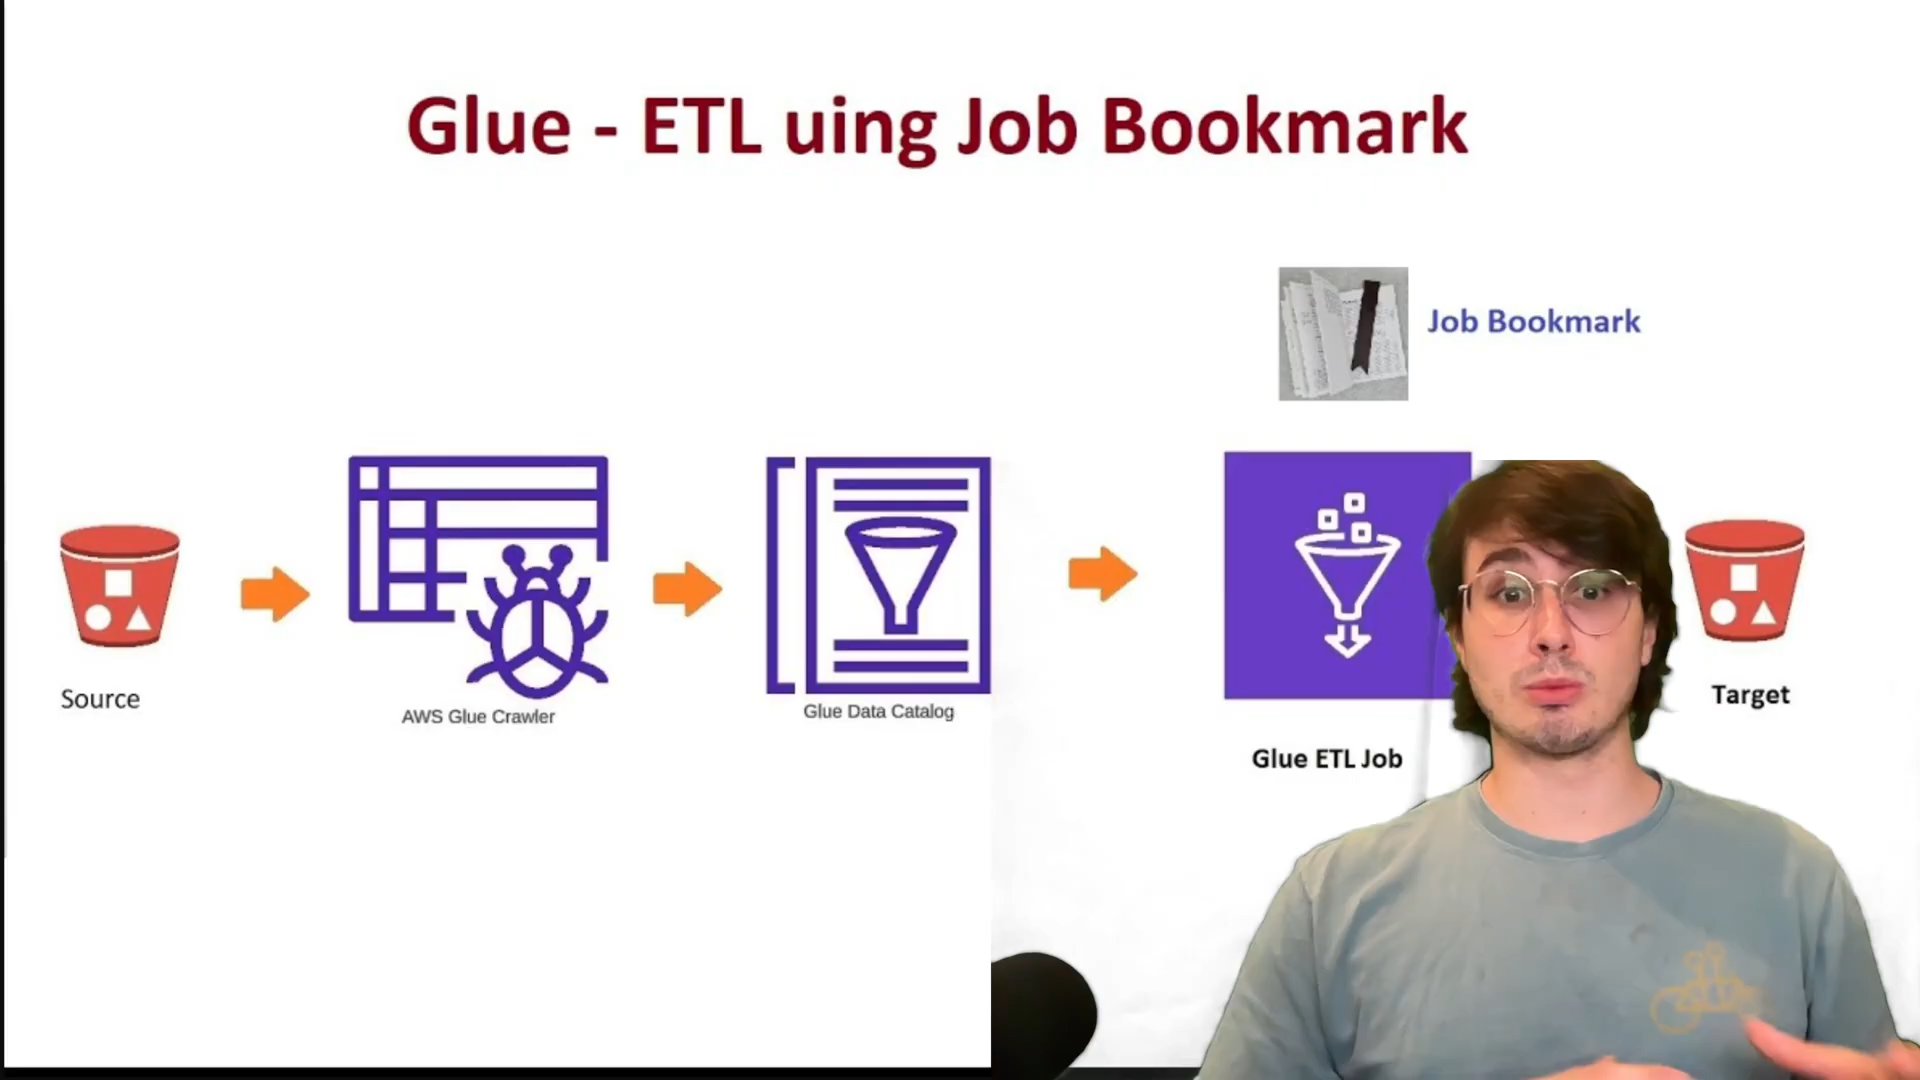 Glue - ETL uing Job Bookmark
Job Bookmark
Source
AWS Glue Crawler
Glue Data Catalog
Glue ETL Job
Target